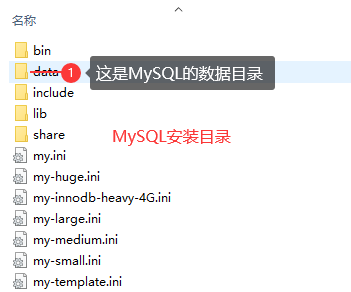 名称
bin
data 1 这是MySQL的数据目录
include
lib
share
MySQL安装目录
my.ini
my-huge.ini
my-innodb-heavy-4G.ini
my-large.ini
my-medium.ini
my-small.ini
my-template.ini